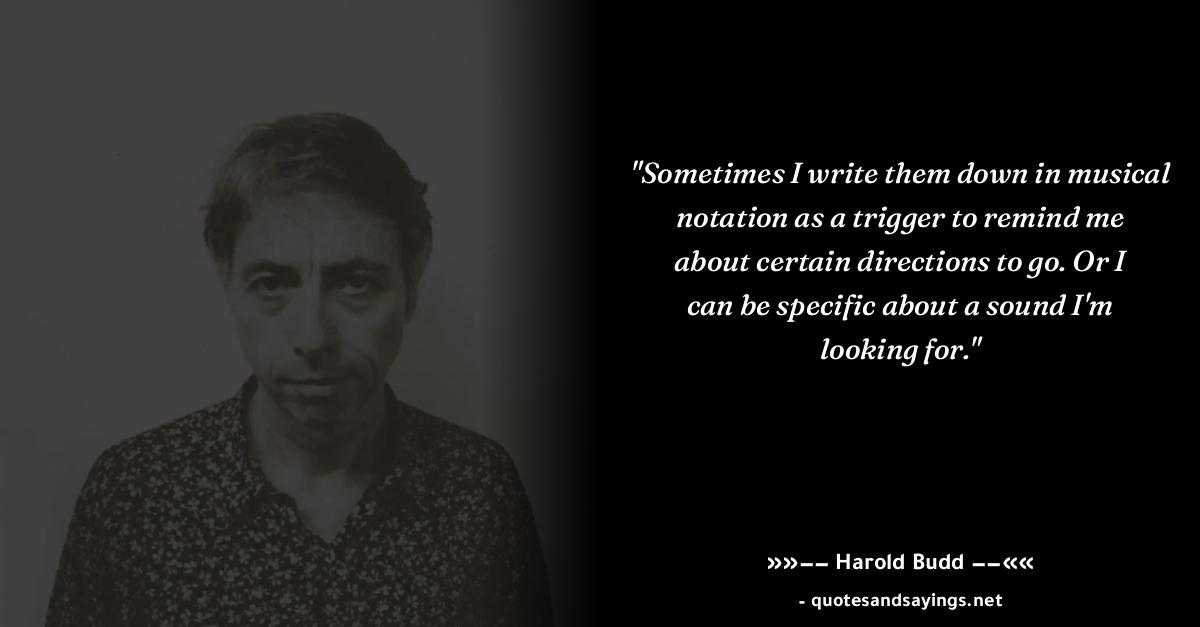 "Sometimes I write them down in musical
notation as a trigger to remind me
about certain directions to go. Or I
can be specific about a sound I'm
looking for."
»»-- Harold Budd --««
- quotesandsayings.net